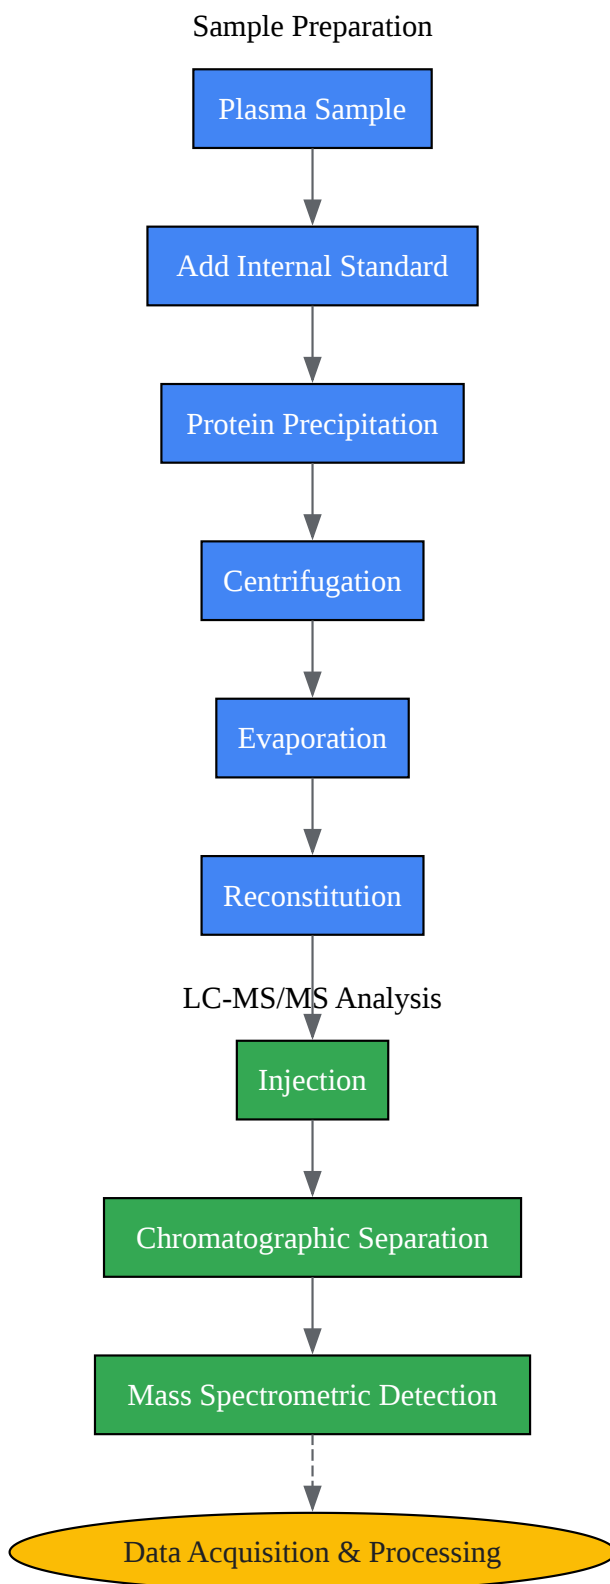 Sample Preparation
Plasma Sample
Add Internal Standard
Protein Precipitation
Centrifugation
Evaporation
Reconstitution
LC-MS/MS Analysis
Injection
Chromatographic Separation
Mass Spectrometric Detection
Data Acquisition & Processing